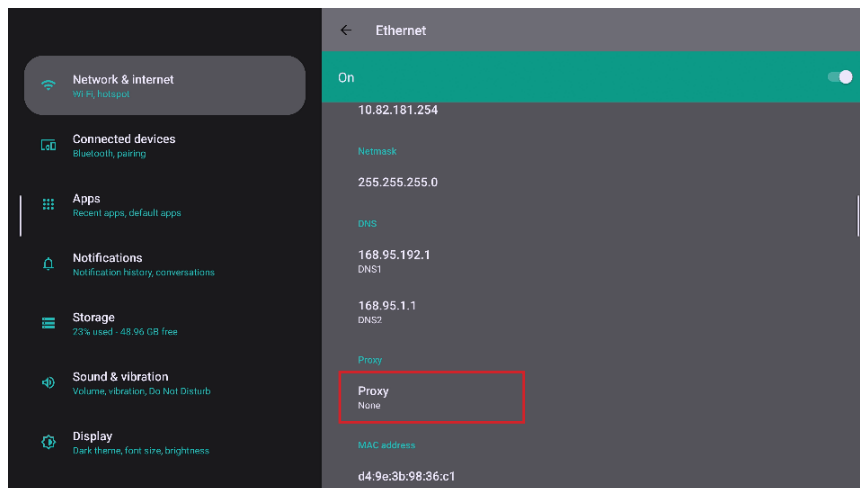 Network & internet
Wi-Fi, hotspot
Connected devices
Bluetooth, pairing
Apps
Recent apps, default apps
Notifications
Notification history, conversations
Storage
23% used - 48.96 GB free
Sound & vibration
Volume, vibration, Do Not Disturb
Display
Dark theme, font size, brightness
Ethernet
On
10.82.181.254
Netmask
255.255.255.0
DNS
168.95.192.1
DNS1
168.95.1.1
DNS2
Proxy
Proxy
None
MAC address
d4:9e:3b:98:36:c1